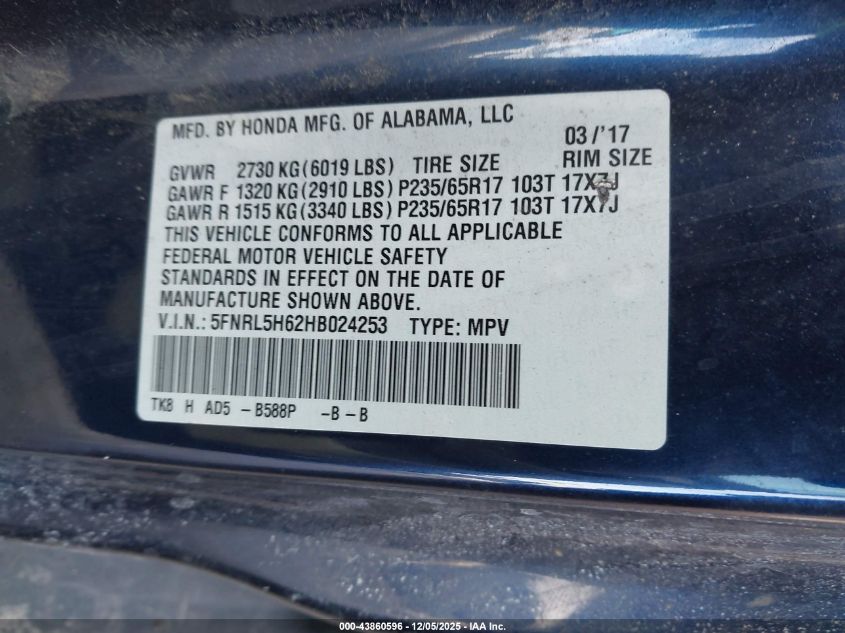 MFD. BY HONDA MFG. OF ALABAMA, LLC 03/'17
GVWR 2730 KG(6019 LBS) TIRE SIZE RIM SIZE
GAWR F 1320 KG(2910 LBS) P235/65R17 103T 17X7J
GAWR R 1515 KG(3340 LBS) P235/65R17 103T 17X7J
THIS VEHICLE CONFORMS TO ALL APPLICABLE
FEDERAL MOTOR VEHICLE SAFETY
STANDARDS IN EFFECT ON THE DATE OF
MANUFACTURE SHOWN ABOVE.
V.I.N.: 5FNRL5H62HB024253 TYPE: MPV
TK8 H AD5 -B588P -B-B
000-43860596 - 12/05/2025 - IAA Inc.